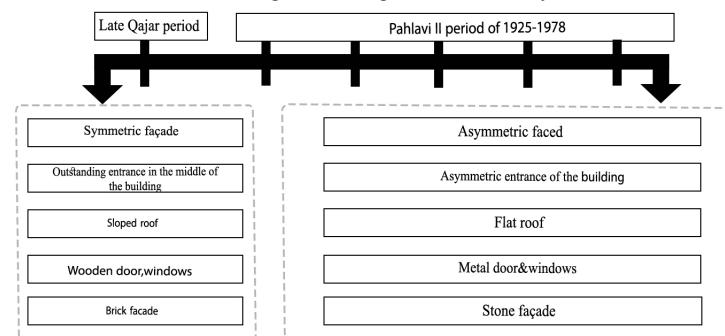 Late Qajar period
Pahlavi II period of 1925-1978
Symmetric façade
Outstanding entrance in the middle of
the building
Sloped roof
Wooden door,windows
Brick facade
Asymmetric faced
Asymmetric entrance of the building
Flat roof
Metal door&windows
Stone façade